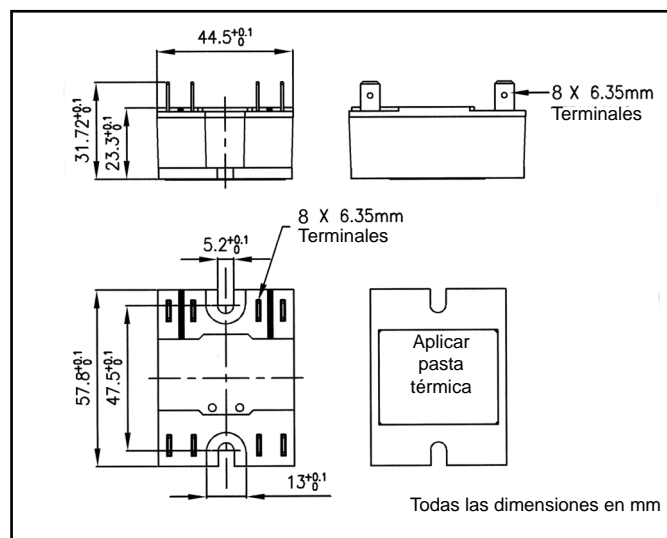 44.5+0.1 0
31.72+0.1 0
23.3+0.1 0
8 X 6.35mm
Terminales
8 X 6.35mm
Terminales
5.2+0.1 0
57.8+0.1 0
47.5+0.1 0
13+0.1 0
Aplicar
pasta
térmica
Todas las dimensiones en mm